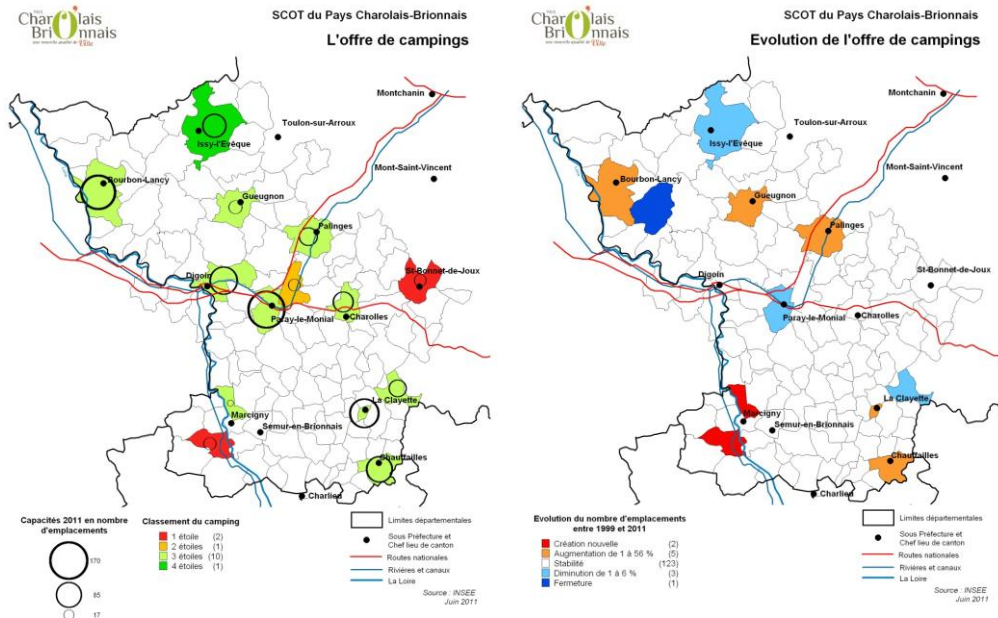 PAYS
Charolais
Brionnais
SCOT du Pays Charolais-Brionnais
L'offre de campings
Montchanin
Toulon-sur-Arroux
Issy-l'Evêque
Mont-Saint-Vincent
Bourbon-Lancy
Gueugnon
Palinges
St-Bonnet-de-Joux
Digoin
Paray-le-Monial
Charolles
La Clayette
Marcigny
Semur-en-Brionnais
Chauffailles
Charlieu
Capacités 2011 en nombre
d'emplacements
170
85
17
Classement du camping
1 étoile (2)
2 étoiles (1)
3 étoiles (10)
4 étoiles (1)
Limites départementales
Sous Préfecture et
Chef lieu de canton
Routes nationales
Rivières et canaux
La Loire
Source : INSEE
Juin 2011
PAYS
Charolais
Brionnais
SCOT du Pays Charolais-Brionnais
Evolution de l'offre de campings
Montchanin
Toulon-sur-Arroux
Issy-l'Evêque
Mont-Saint-Vincent
Bourbon-Lancy
Gueugnon
Palinges
St-Bonnet-de-Joux
Digoin
Paray-le-Monial
Charolles
La Clayette
Marcigny
Semur-en-Brionnais
Chauffailles
Charlieu
Evolution du nombre d'emplacements
entre 1999 et 2011
Création nouvelle (2)
Augmentation de 1 à 56 % (5)
Stabilité (123)
Diminution de 1 à 6 % (3)
Fermeture (1)
Limites départementales
Sous Préfecture et
Chef lieu de canton
Routes nationales
Rivières et canaux
La Loire
Source : INSEE
Juin 2011